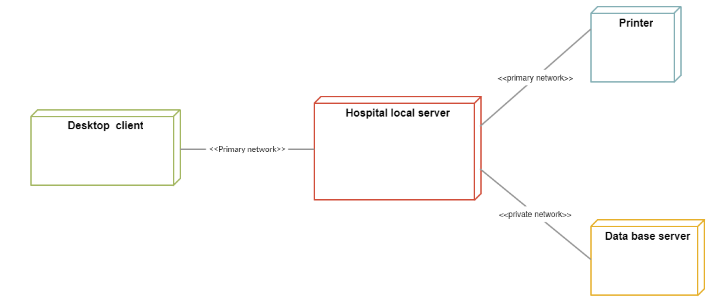 Printer
<<primary network>>
Hospital local server
Desktop client
<<Primary network>>
<<private network>>
Data base server